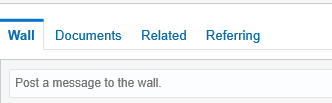 Wall Documents Related Referring
Post a message to the wall.